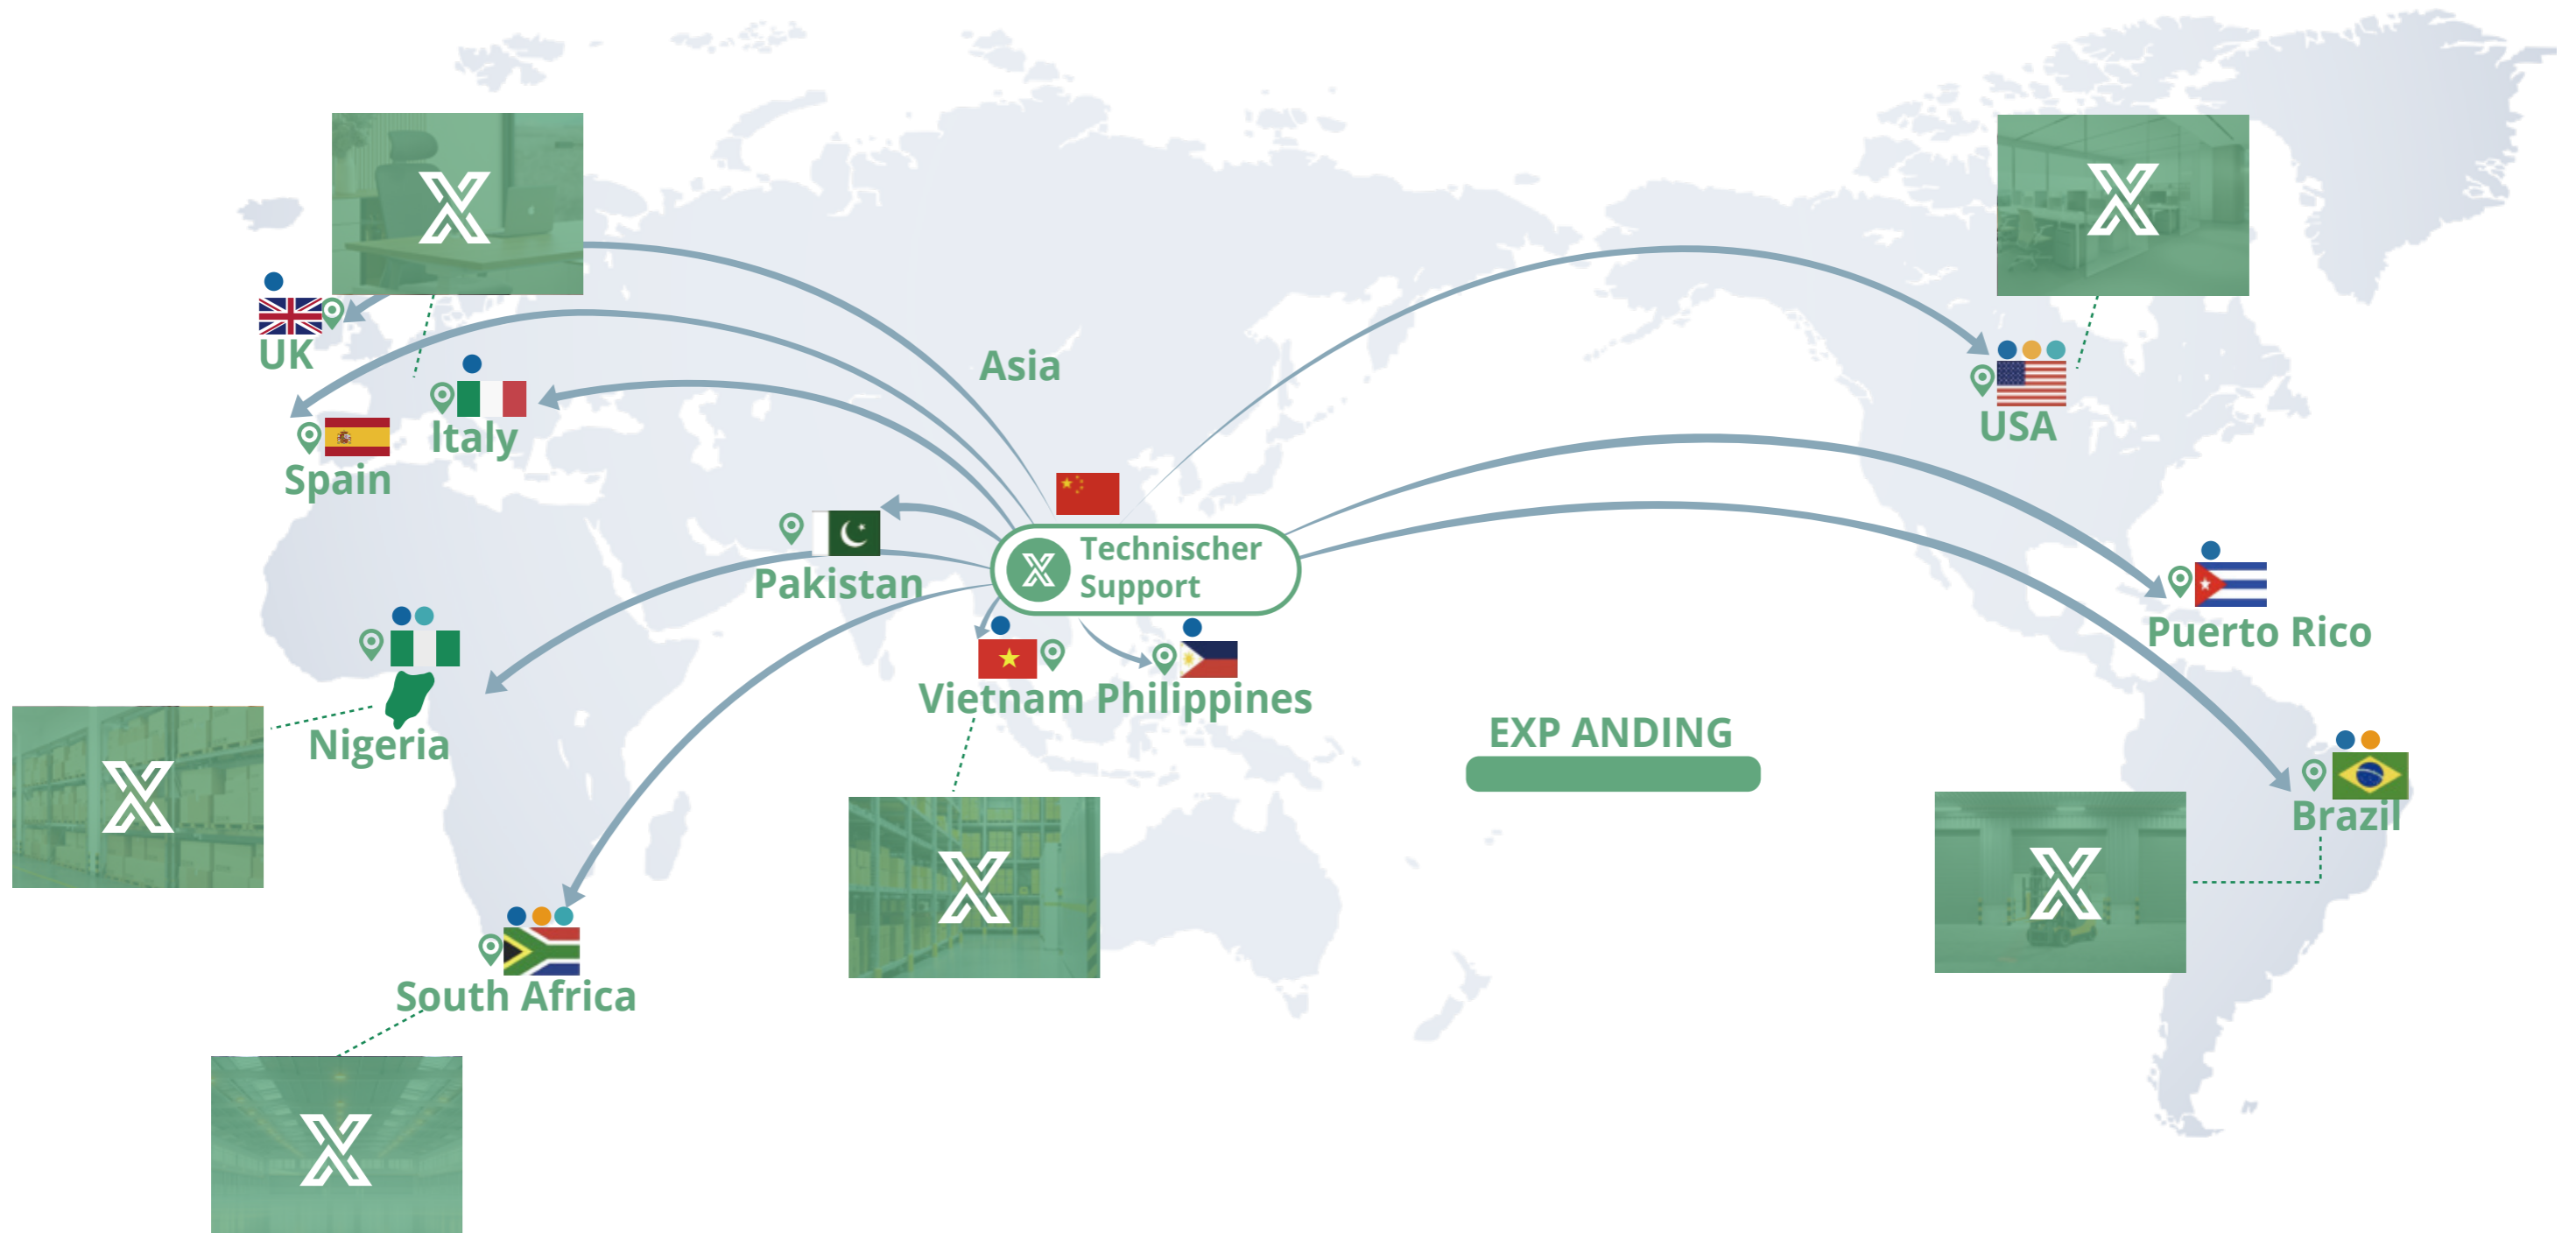 UK
Asia
Italy
USA
Spain
Technischer
Support
Pakistan
Puerto Rico
Vietnam
Philippines
EXP ANDING
Nigeria
Brazil
South Africa